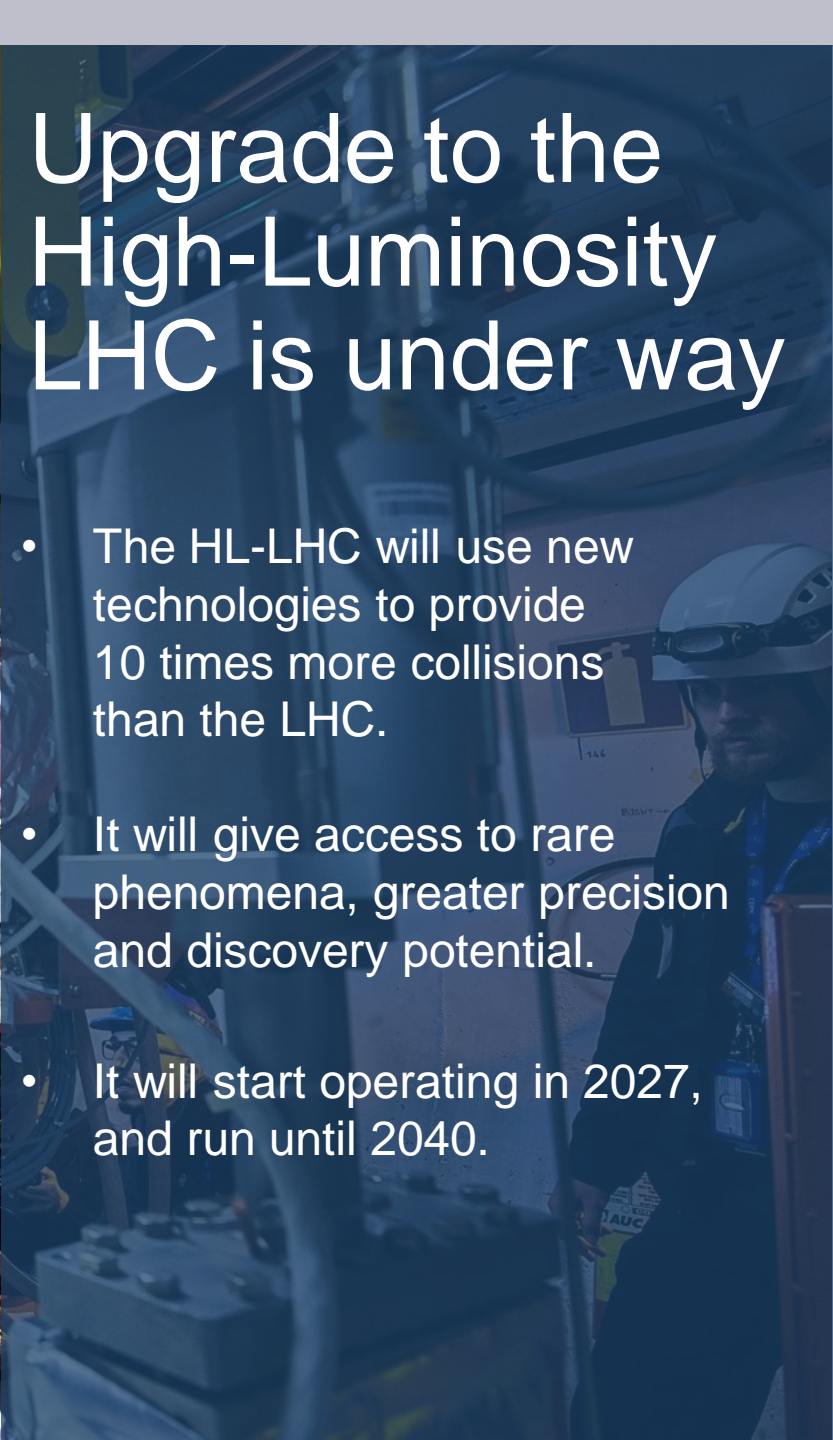 Upgrade to the
High-Luminosity
LHC is under way
• The HL-LHC will use new
technologies to provide
10 times more collisions
than the LHC.
146
• It will give access to rare
phenomena, greater precision
and discovery potential.
• It will start operating in 2027,
and run until 2040.
AUC